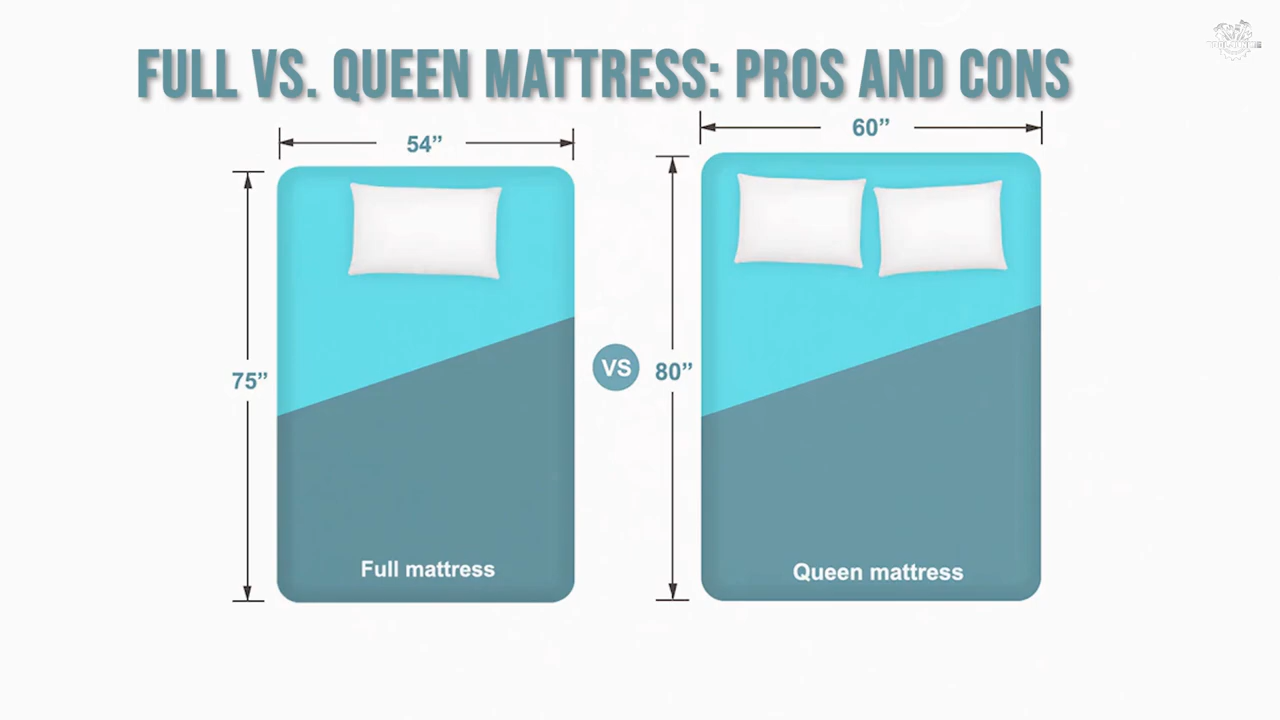 FULL VS. QUEEN MATTRESS: PROS AND CONS
54”
60”
75”
VS
80”
Full mattress
Queen mattress